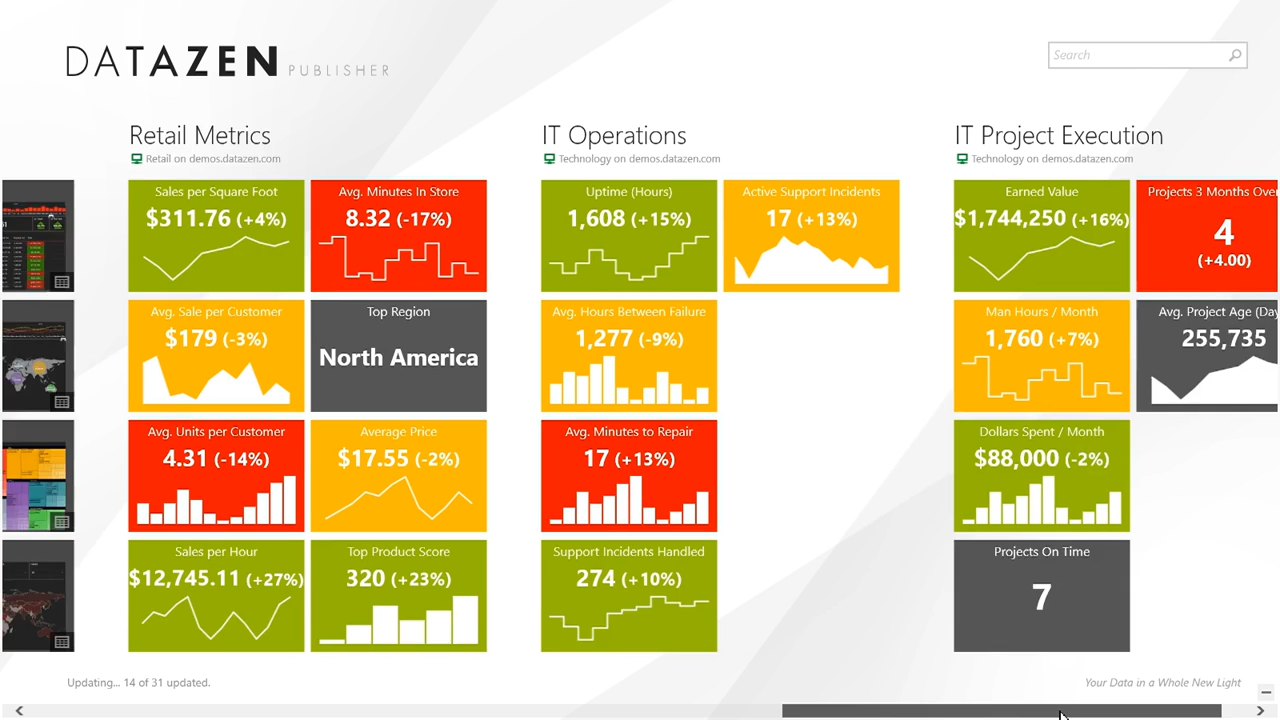 DATAZEN PUBLISHER
Search
Retail Metrics
Retail on demos.datazen.com
Sales per Square Foot
$311.76 (+4%)
Avg. Minutes In Store
8.32 (-17%)
Avg. Sale per Customer
$179 (-3%)
Top Region
North America
Avg. Units per Customer
4.31 (-14%)
Average Price
$17.55 (-2%)
Sales per Hour
$12,745.11 (+27%)
Top Product Score
320 (+23%)
IT Operations
Technology on demos.datazen.com
Uptime (Hours)
1,608 (+15%)
Active Support Incidents
17 (+13%)
Avg. Hours Between Failure
1,277 (-9%)
Avg. Minutes to Repair
17 (+13%)
Support Incidents Handled
274 (+10%)
IT Project Execution
Technology on demos.datazen.com
Earned Value
$1,744,250 (+16%)
Projects 3 Months Over
4
(+4.00)
Man Hours / Month
1,760 (+7%)
Avg. Project Age (Day
255,735
Dollars Spent / Month
$88,000 (-2%)
Projects On Time
7
Updating... 14 of 31 updated.
Your Data in a Whole New Light